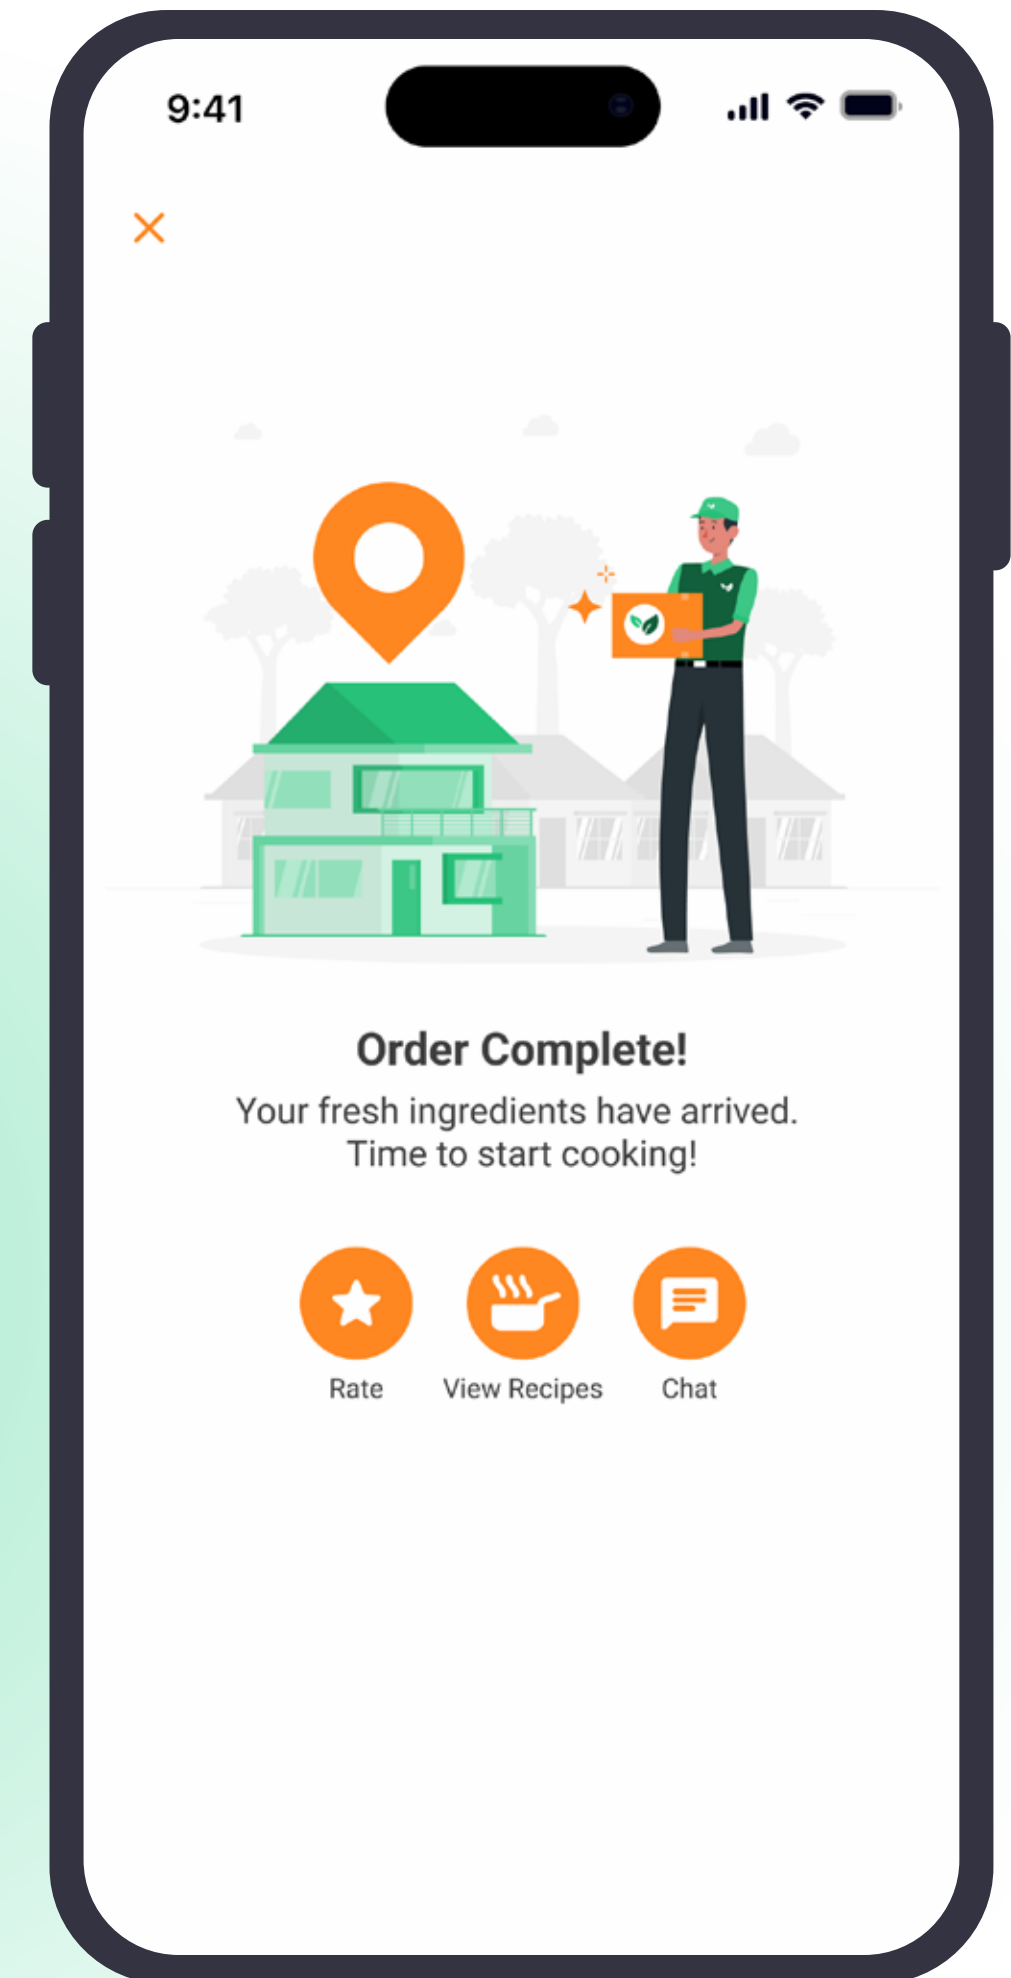 9:41
Order Complete!
Your fresh ingredients have arrived.
Time to start cooking!
Rate
View Recipes
Chat